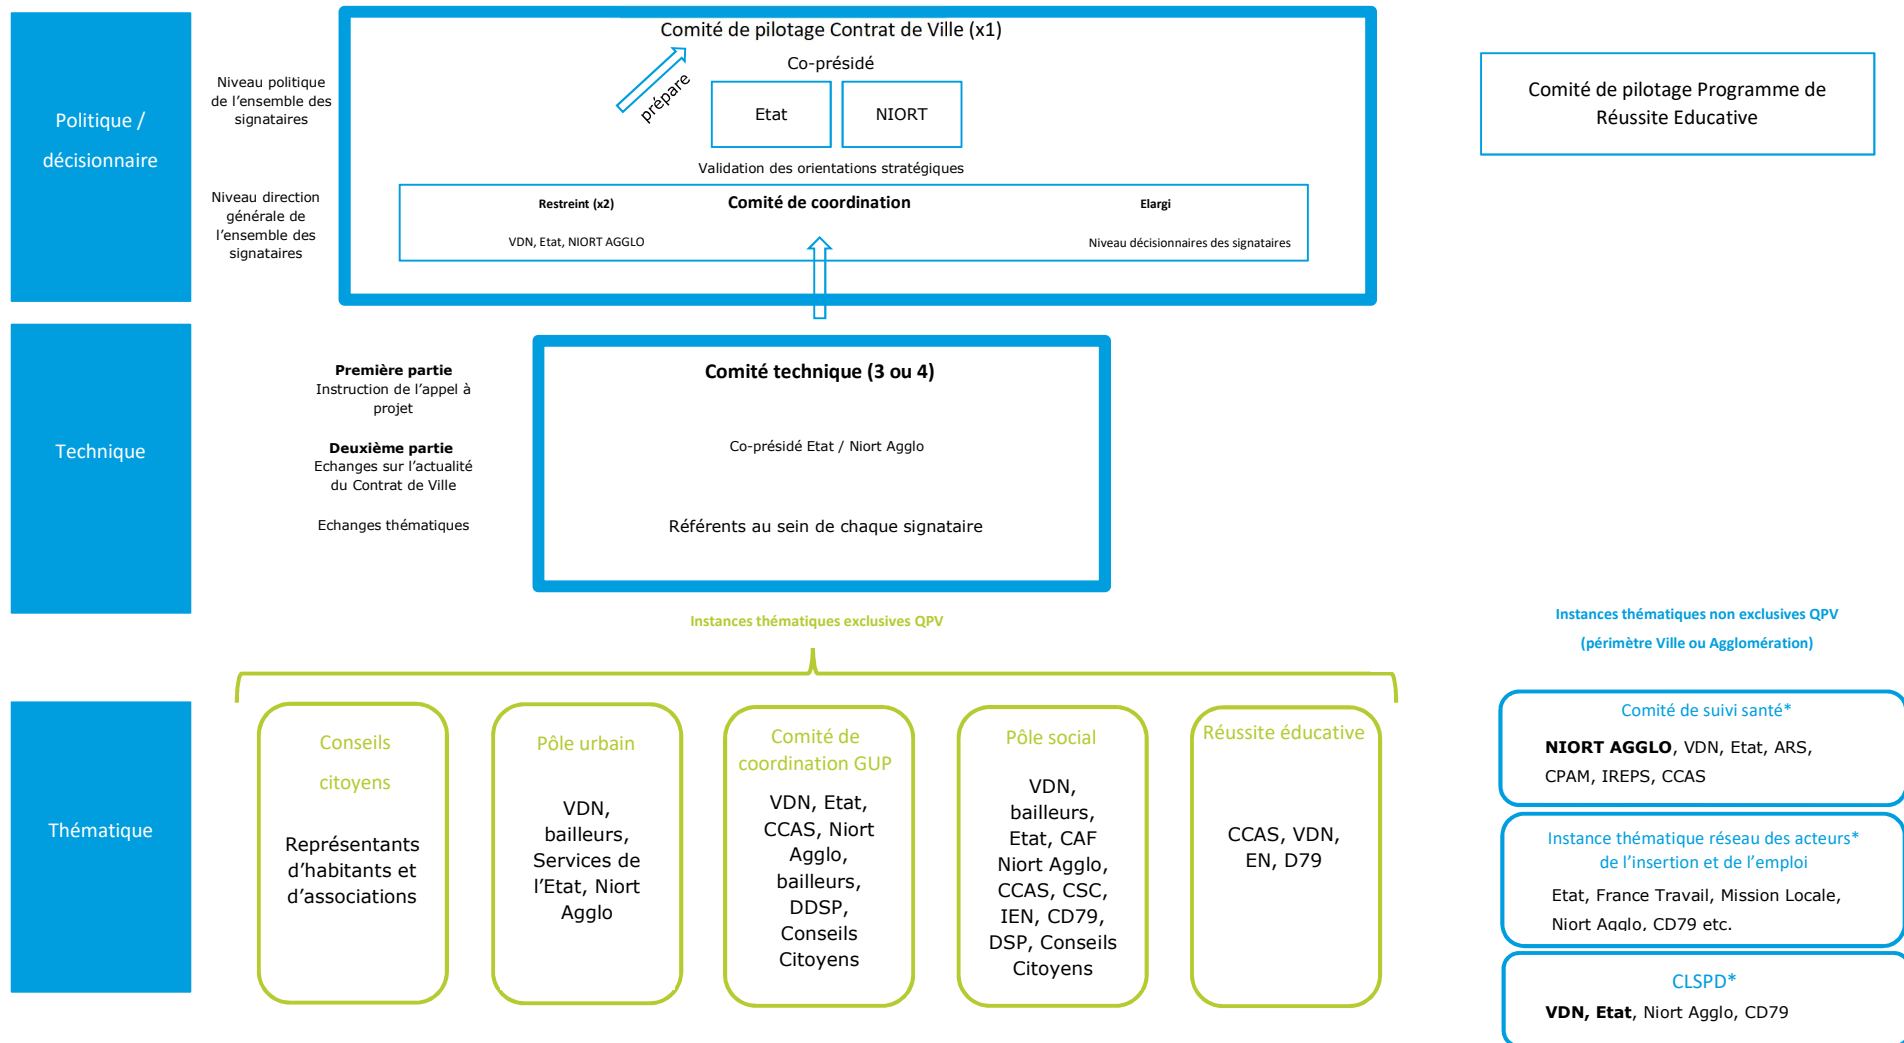 Politique /
décisionnaire
Niveau politique
de l'ensemble des
signataires
Niveau direction
générale de
l'ensemble des
signataires
Comité de pilotage Contrat de Ville (x1)
prépare
Co-présidé
Etat
NIORT
Validation des orientations stratégiques
Restreint (x2)
Comité de coordination
Elargi
VDN, Etat, NIORT AGGLO
Niveau décisionnaires des signataires
Comité de pilotage Programme de
Réussite Educative
Technique
Première partie
Instruction de l'appel à
projet
Deuxième partie
Echanges sur l'actualité
du Contrat de Ville
Echanges thématiques
Comité technique (3 ou 4)
Co-présidé Etat / Niort Agglo
Référents au sein de chaque signataire
Instances thématiques exclusives QPV
Instances thématiques non exclusives QPV
(périmètre Ville ou Agglomération)
Thématique
Conseils
citoyens
Représentants
d'habitants et
d'associations
Pôle urbain
VDN,
bailleurs,
Services de
l'Etat, Niort
Agglo
Comité de
coordination GUP
VDN, Etat,
CCAS, Niort
Agglo,
bailleurs,
DDSP,
Conseils
Citoyens
Pôle social
VDN,
bailleurs,
Etat, CAF
Niort Agglo,
CCAS, CSC,
IEN, CD79,
DSP, Conseils
Citoyens
Réussite éducative
CCAS, VDN,
EN, D79
Comité de suivi santé*
NIORT AGGLO, VDN, Etat, ARS,
CPAM, IREPS, CCAS
Instance thématique réseau des acteurs*
de l'insertion et de l'emploi
Etat, France Travail, Mission Locale,
Niort Agglo, CD79 etc.
CLSPD*
VDN, Etat, Niort Agglo, CD79